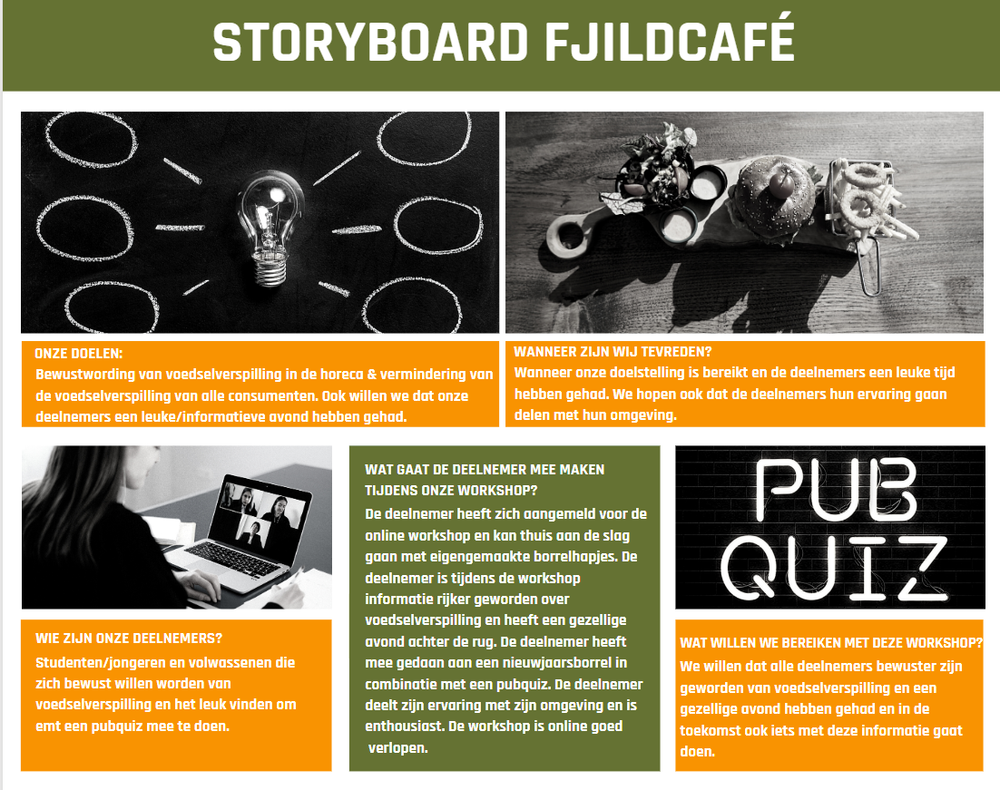 STORYBOARD FJILDCAFÉ
ONZE DOELEN:
Bewustwording van voedselverspilling in de horeca & vermindering van
de voedselverspilling van alle consumenten. Ook willen we dat onze
deelnemers een leuke/informatieve avond hebben gehad.
WANNEER ZIJN WIJ TEVREDEN?
Wanneer onze doelstelling is bereikt en de deelnemers een leuke tijd
hebben gehad. We hopen ook dat de deelnemers hun ervaring gaan
delen met hun omgeving.
WIE ZIJN ONZE DEELNEMERS?
Studenten/jongeren en volwassenen die
zich bewust willen worden van
voedselverspilling en het leuk vinden om
emt een pubquiz mee te doen.
WAT GAAT DE DEELNEMER MEE MAKEN
TIJDENS ONZE WORKSHOP?
De deelnemer heeft zich aangemeld voor de
online workshop en kan thuis aan de slag
gaan met eigengemaakte borrelhapjes. De
deelnemer is tijdens de workshop
informatie rijker geworden over
voedselverspilling en heeft een gezellige
avond achter de rug. De deelnemer heeft
mee gedaan aan een nieuwjaarsborrel in
combinatie met een pubquiz. De deelnemer
deelt zijn ervaring met zijn omgeving en is
enthousiast. De workshop is online goed
verlopen.
PUB
QUIZ
WAT WILLEN WE BEREIKEN MET DEZE WORKSHOP?
We willen dat alle deelnemers bewuster zijn
geworden van voedselverspilling en een
gezellige avond hebben gehad en in de
toekomst ook iets met deze informatie gaat
doen.